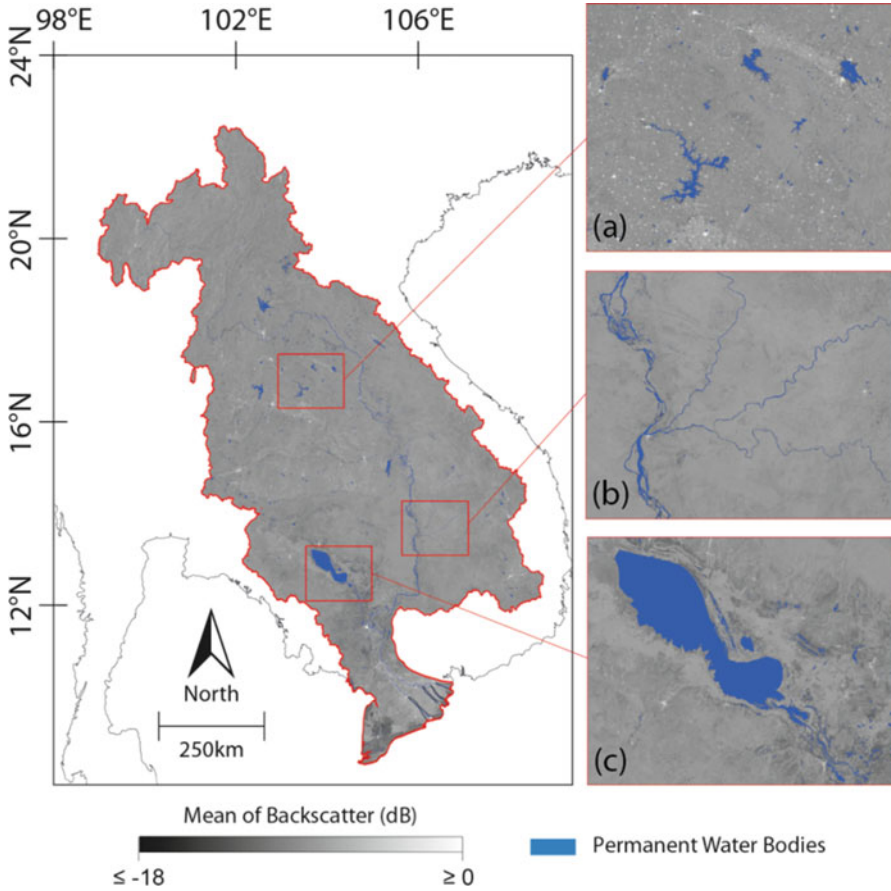 98°E 102°E 106°E
24°N
20°N
16°N
12°N
(a)
(b)
(c)
North
250km
Mean of Backscatter (dB)
≤ -18 ≥ 0
Permanent Water Bodies